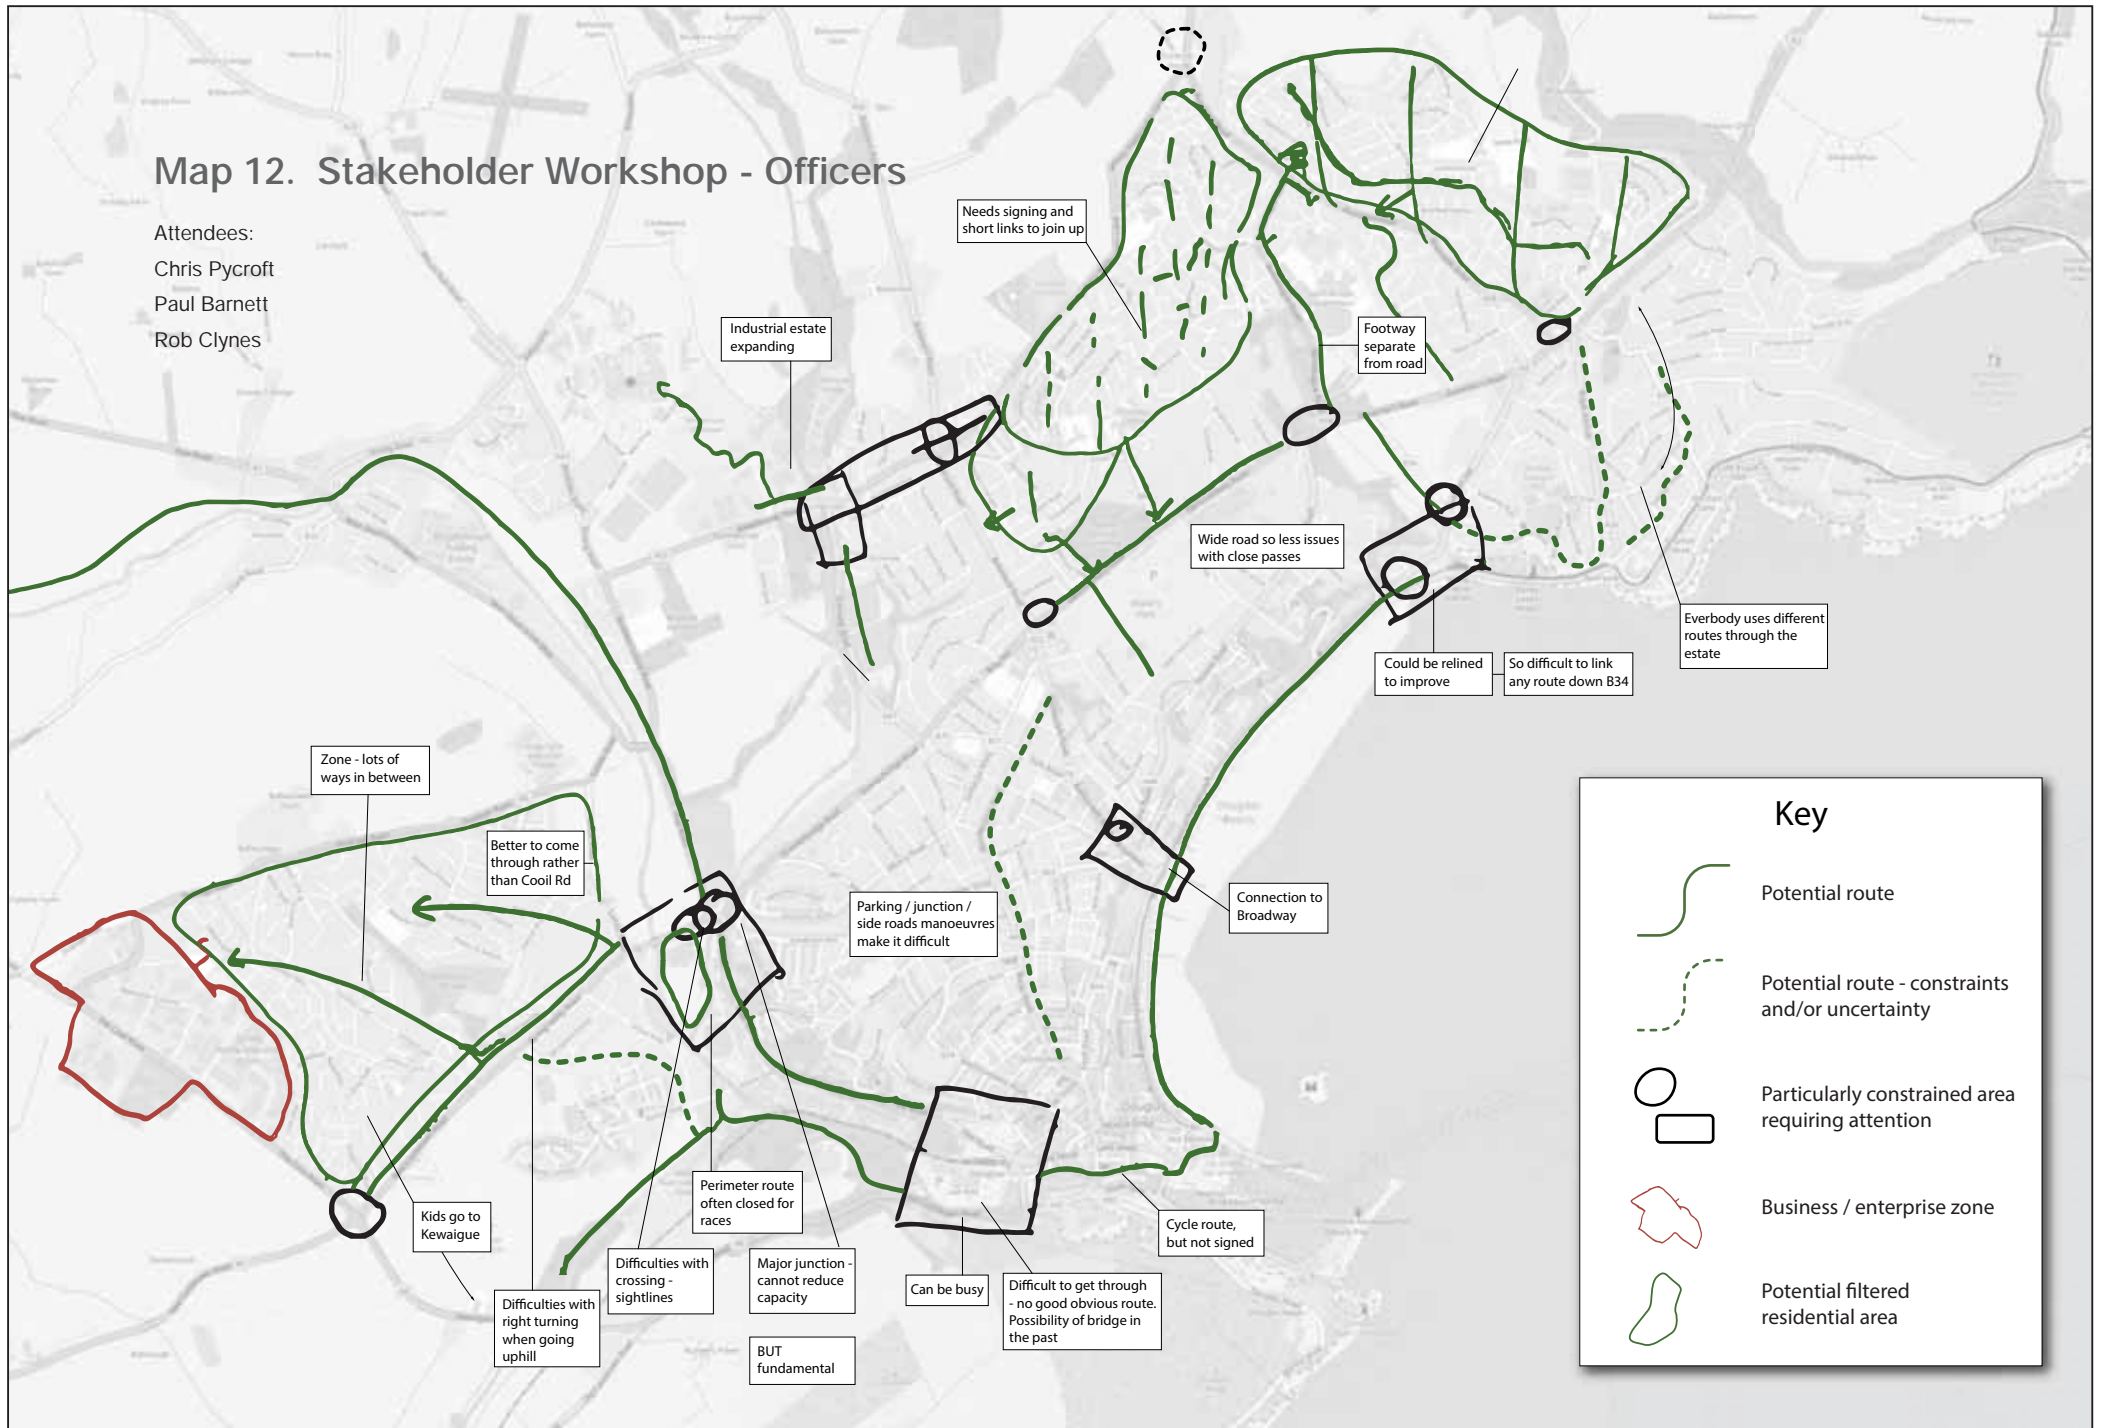 Map 12. Stakeholder Workshop - Officers
Attendees:
Chris Pycroft
Paul Barnett
Rob Clynes
Needs signing and
short links to join up
Industrial estate
expanding
Footway
separate
from road
Wide road so less issues
with close passes
Everbody uses different
routes through the
estate
Could be relined
to improve
So difficult to link
any route down B34
Zone - lots of
ways in between
Better to come
through rather
than Cooil Rd
Parking / junction /
side roads manoeuvres
make it difficult
Connection to
Broadway
Kids go to
Kewaigue
Perimeter route
often closed for
races
Cycle route,
but not signed
Difficulties with
crossing -
sightlines
Major junction -
cannot reduce
capacity
Can be busy
Difficult to get through
- no good obvious route.
Possibility of bridge in
the past
Difficulties with
right turning
when going
uphill
BUT
fundamental
Key
Potential route
Potential route - constraints
and/or uncertainty
Particularly constrained area
requiring attention
Business / enterprise zone
Potential filtered
residential area